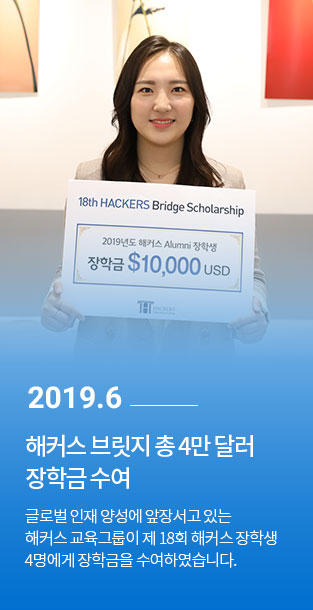 18th HACKERS Bridge Scholarship
2019년도 해커스 Alumni 장학생
장학금 $10,000 USD
HACKERS
2019.6
해커스 브릿지 총 4만 달러
장학금 수여
글로벌 인재 양성에 앞장서고 있는
해커스 교육그룹이 제 18회 해커스 장학생
4명에게 장학금을 수여하였습니다.